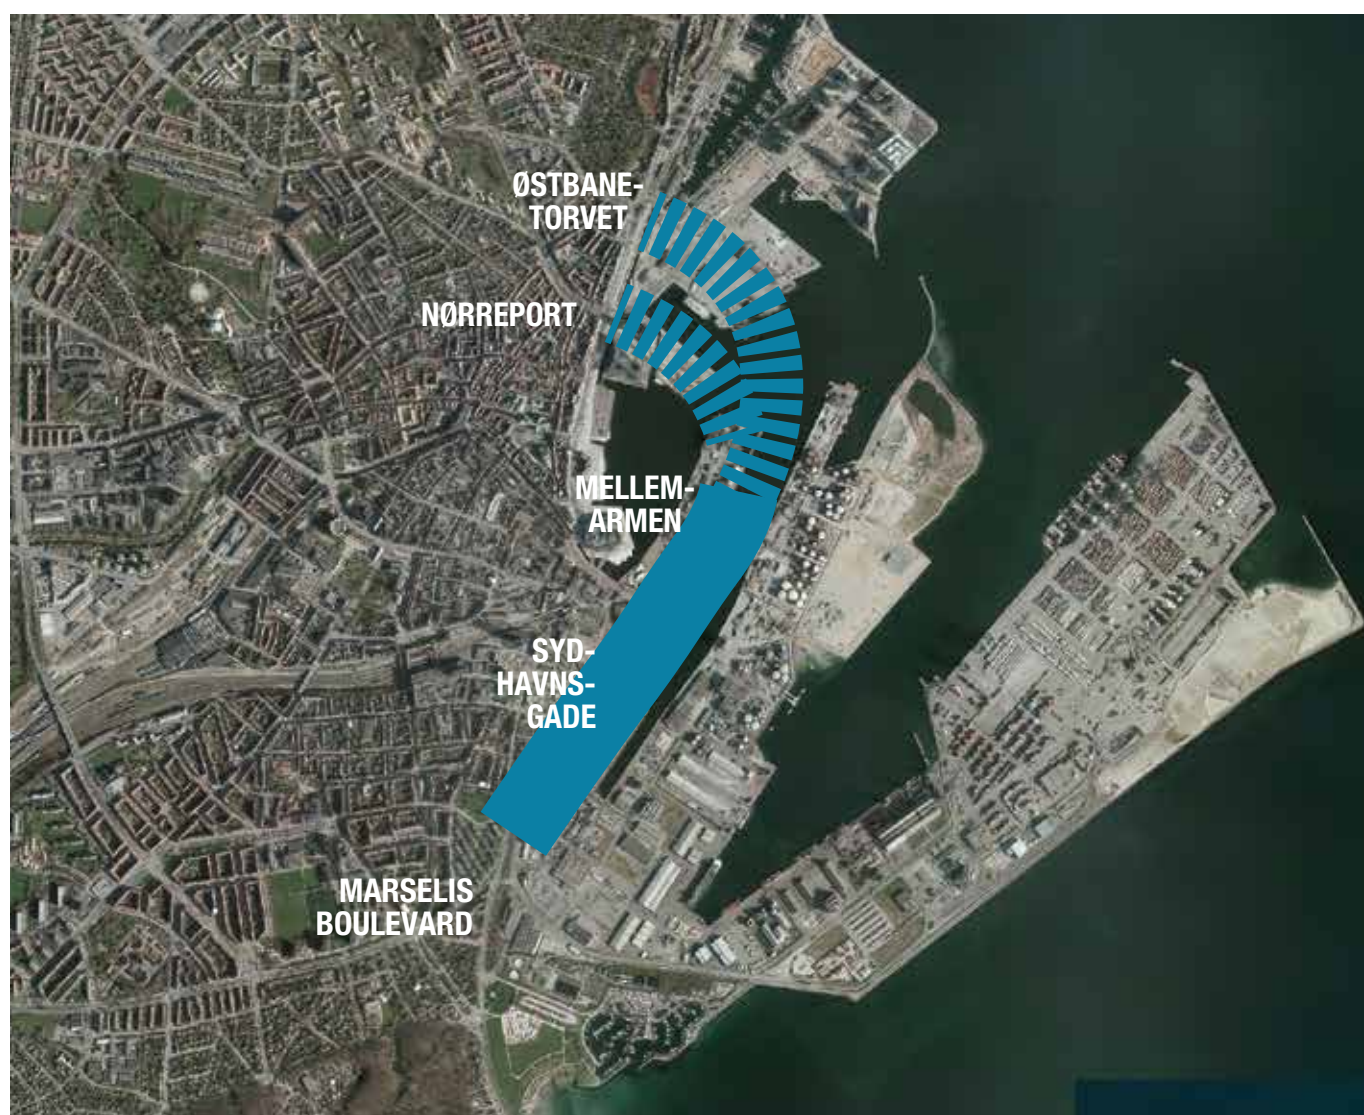 ØSTBANE-
TORVET
NØRREPORT
MELLEM-
ARMEN
SYD-
HAVNS-
GADE
MARSELIS
BOULEVARD